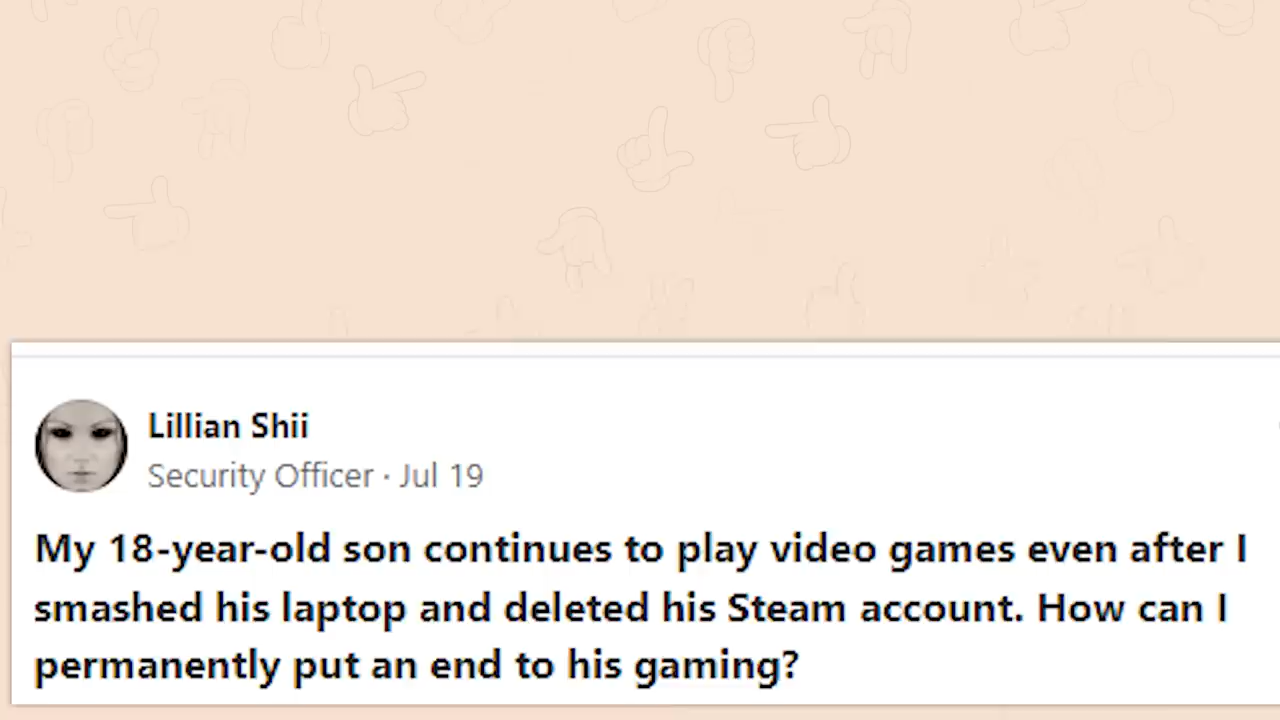 Lillian Shii
Security Officer · Jul 19
My 18-year-old son continues to play video games even after I
smashed his laptop and deleted his Steam account. How can I
permanently put an end to his gaming?